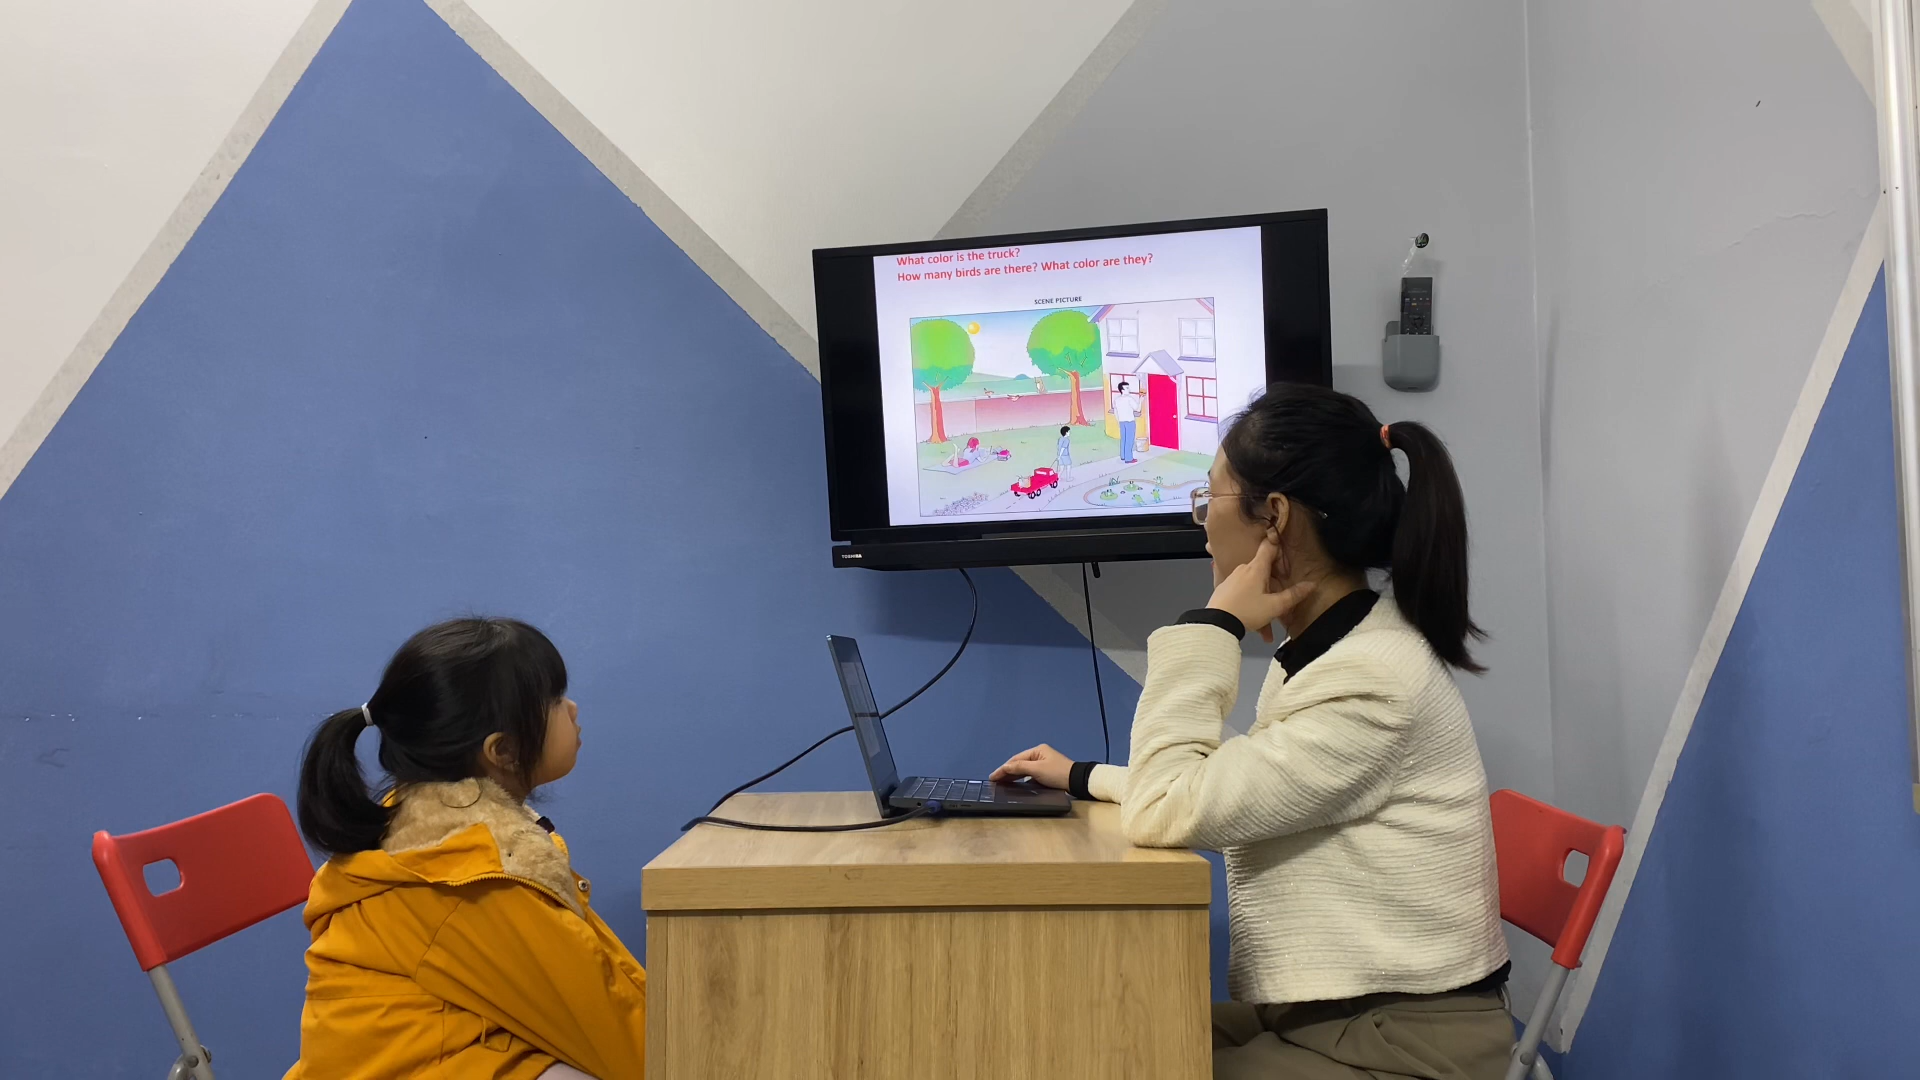 What color is the truck?
How many birds are there? What color are they?
SCENE PICTURE
TOSHIBA